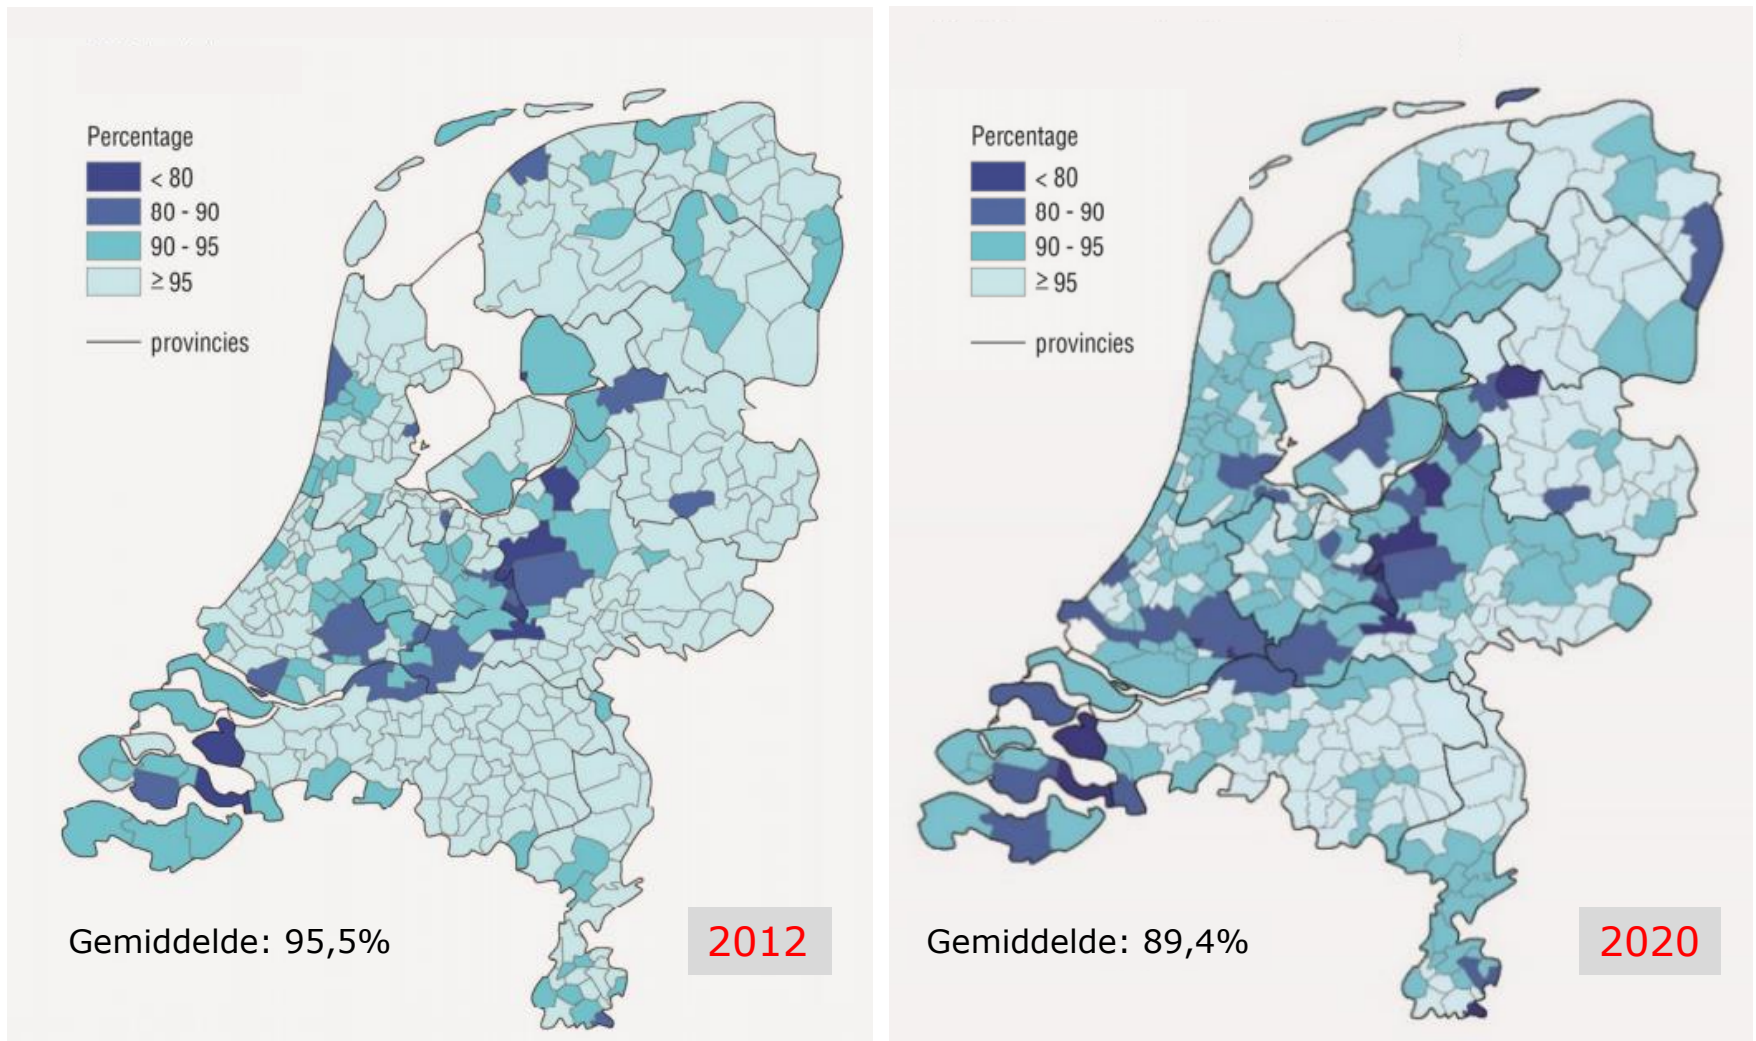 Percentage
< 80
80 - 90
90 - 95
≥ 95
provincies
Gemiddelde: 95,5%
2012
Percentage
< 80
80 - 90
90 - 95
≥ 95
provincies
Gemiddelde: 89,4%
2020